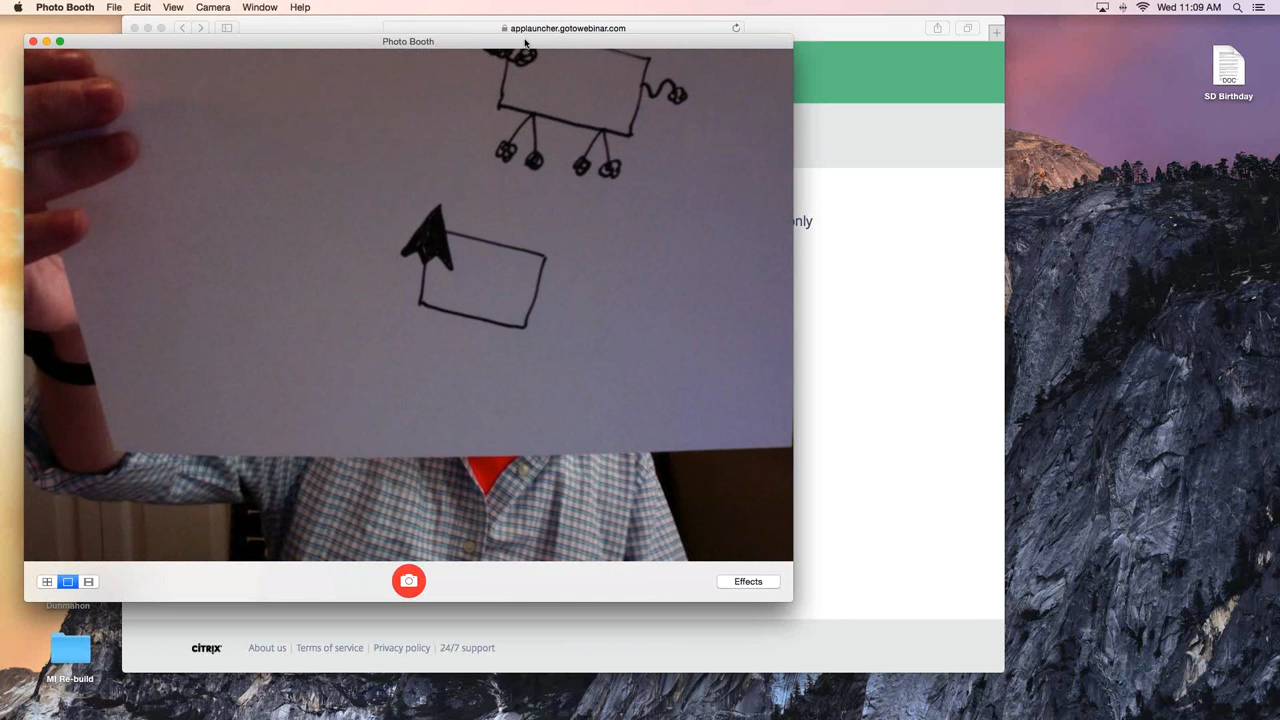 Photo Booth File Edit View Camera Window Help Wed 11:09 AM
applauncher.gotowebinar.com
Photo Booth
DOC
SD Birthday
only
Effects
Dunmahon
MI Re-build
CITRIX About us Terms of service Privacy policy 24/7 support